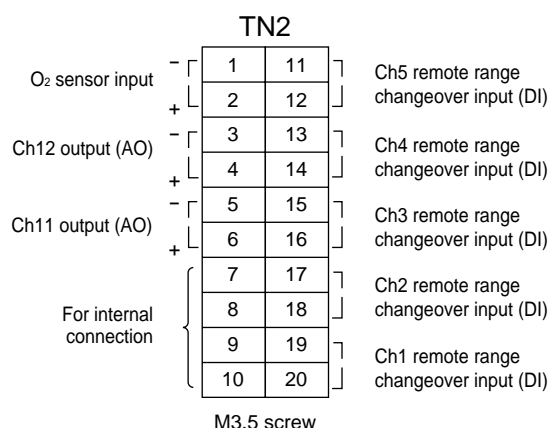 TN2
O2 sensor input
-
+
1 11
2 12
Ch5 remote range
changeover input (DI)
Ch12 output (AO)
-
+
3 13
4 14
Ch4 remote range
changeover input (DI)
Ch11 output (AO)
-
+
5 15
6 16
Ch3 remote range
changeover input (DI)
For internal
connection
7 17
8 18
Ch2 remote range
changeover input (DI)
9 19
10 20
Ch1 remote range
changeover input (DI)
M3.5 screw